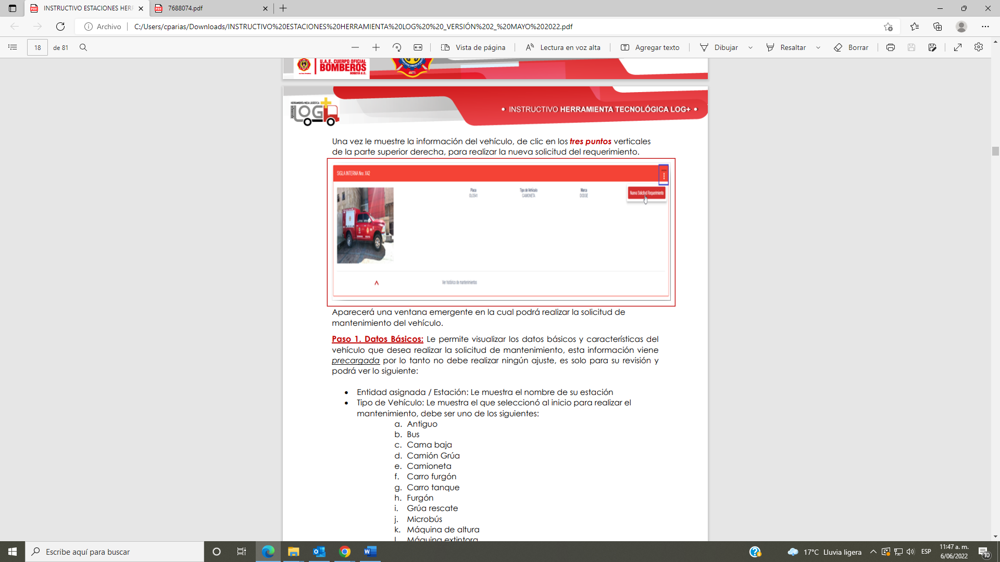 INSTRUCTIVO ESTACIONES HERR
7688074.pdf
Archivo
C:/Users/cparias/Downloads/INSTRUCTIVO%20ESTACIONES%20HERRAMIENTA%20LOG%20%20_VERSIÓN%202_%20MAYO%202022.pdf
18 de 81
Vista de página
Lectura en voz alta
Agregar texto
Dibujar
Resaltar
Borrar
U.A.E. CUERPO OFICIAL
BOMBEROS
BOGOTÁ D.C.
HERRAMIENTA MESA LOGÍSTICA
LOG
• INSTRUCTIVO HERRAMIENTA TECNOLÓGICA LOG+ •
Una vez le muestre la información del vehículo, de clic en los tres puntos verticales
de la parte superior derecha, para realizar la nueva solicitud del requerimiento.
SIGLA INTERNA Nro: X42
Placa
Tipo de Vehículo
Marca
Nueva Solicitud Requerimiento
CAMIONETA
DODGE
Ver histórico de mantenimientos
Aparecerá una ventana emergente en la cual podrá realizar la solicitud de
mantenimiento del vehículo.
Paso 1. Datos Básicos: Le permite visualizar los datos básicos y características del
vehículo que desea realizar la solicitud de mantenimiento, esta información viene
precargada por lo tanto no debe realizar ningún ajuste, es solo para su revisión y
podrá ver lo siguiente:
• Entidad asignada / Estación: Le muestra el nombre de su estación
• Tipo de Vehículo: Le muestra el que seleccionó al inicio para realizar el
mantenimiento, debe ser uno de los siguientes:
a. Antiguo
b. Bus
c. Cama baja
d. Camión Grúa
e. Camioneta
f. Carro furgón
g. Carro tanque
h. Furgón
i. Grúa rescate
j. Microbús
k. Máquina de altura
l. Máquina extintora
Escribe aquí para buscar
17°C Lluvia ligera
ESP
11:47 a. m.
6/06/2022
10